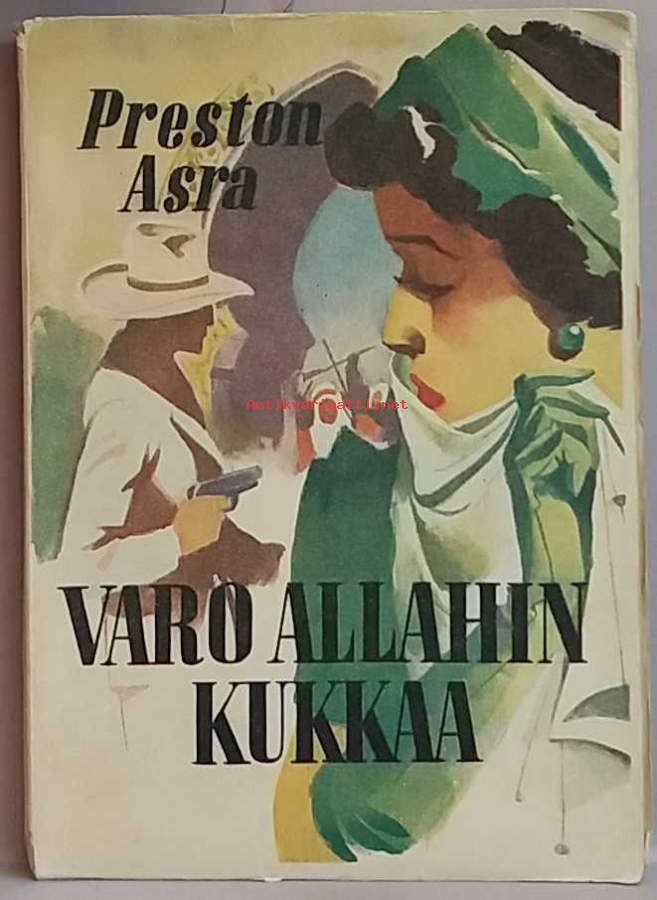 Preston
Asra
Antikvariaatti.net
VARO ALLAHIN
KUKKAA